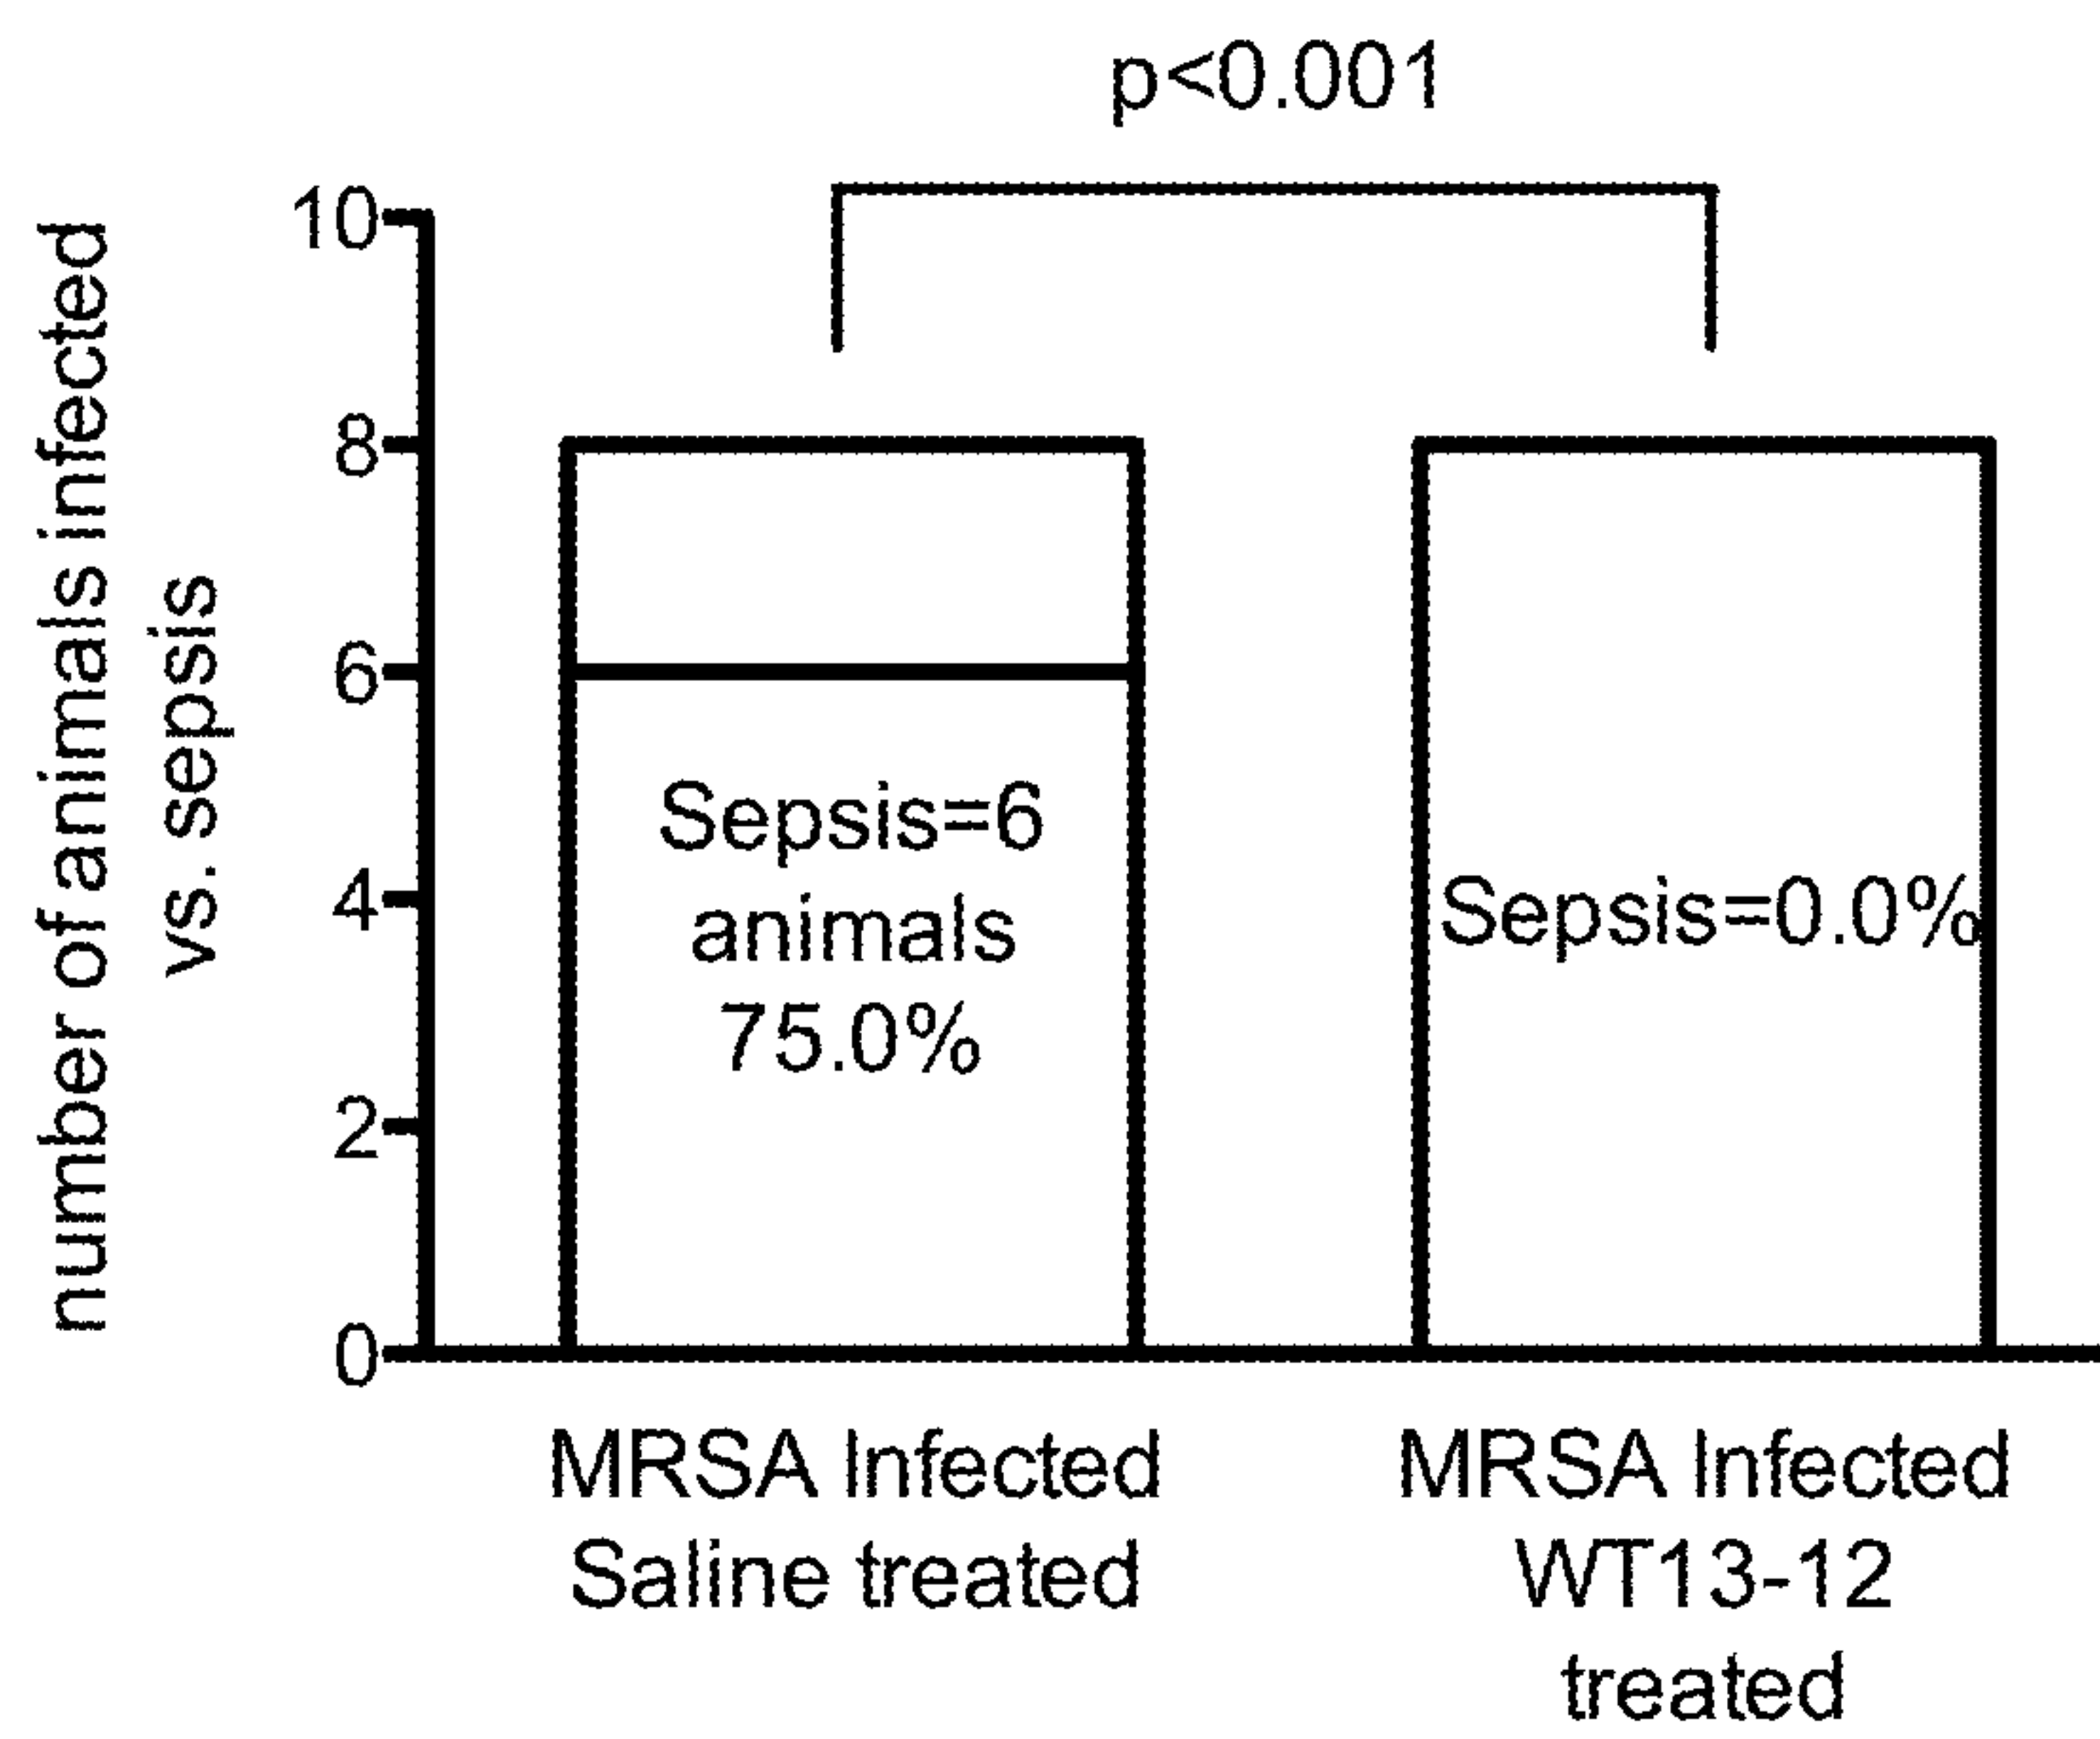 p<0.001
number of animals infected
vs. sepsis
10
8
6
4
2
0
Sepsis=6
animals
75.0%
Sepsis=0.0%
MRSA Infected
Saline treated
MRSA Infected
WT13-12
treated